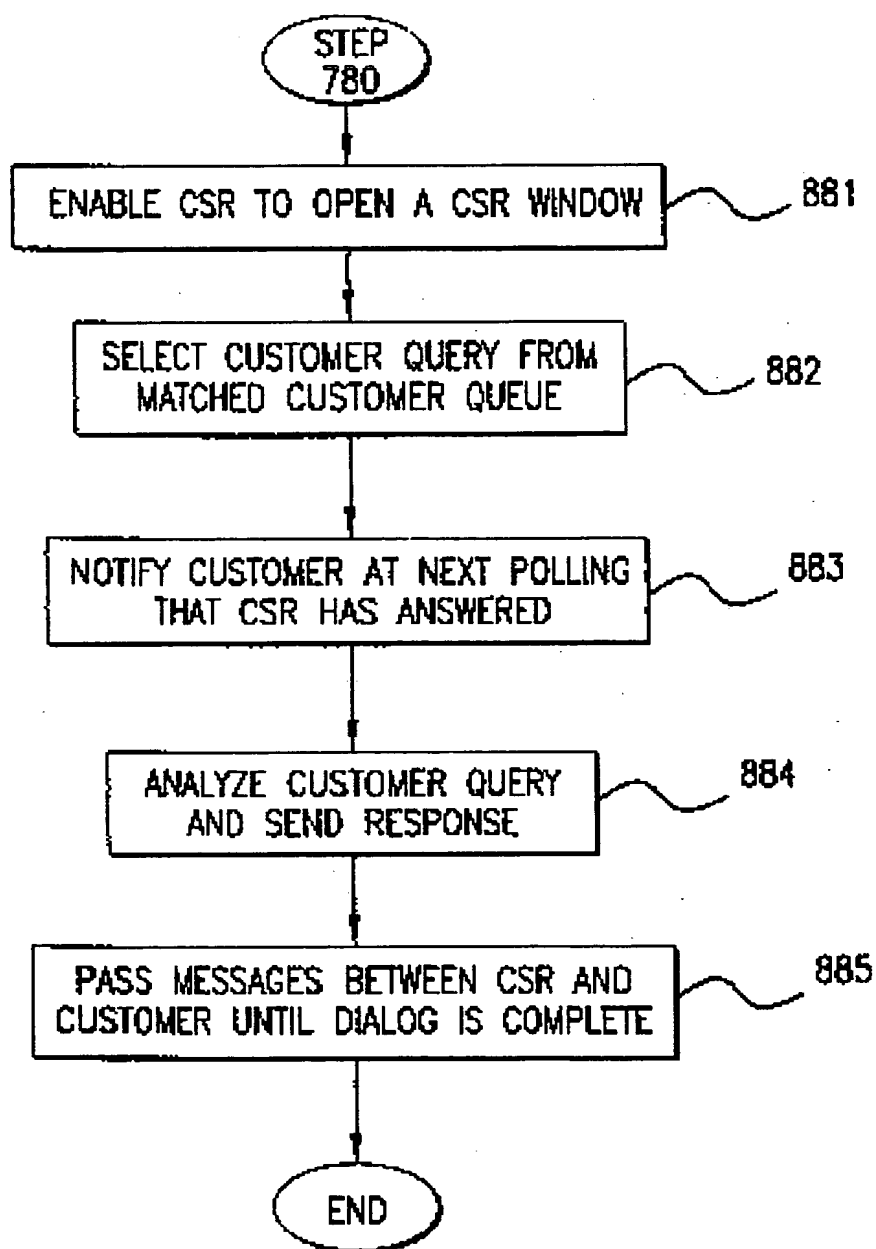 STEP
780
ENABLE CSR TO OPEN A CSR WINDOW
881
SELECT CUSTOMER QUERY FROM
MATCHED CUSTOMER QUEUE
882
NOTIFY CUSTOMER AT NEXT POLLING
THAT CSR HAS ANSWERED
883
ANALYZE CUSTOMER QUERY
AND SEND RESPONSE
884
PASS MESSAGES BETWEEN CSR AND
CUSTOMER UNTIL DIALOG IS COMPLETE
885
END